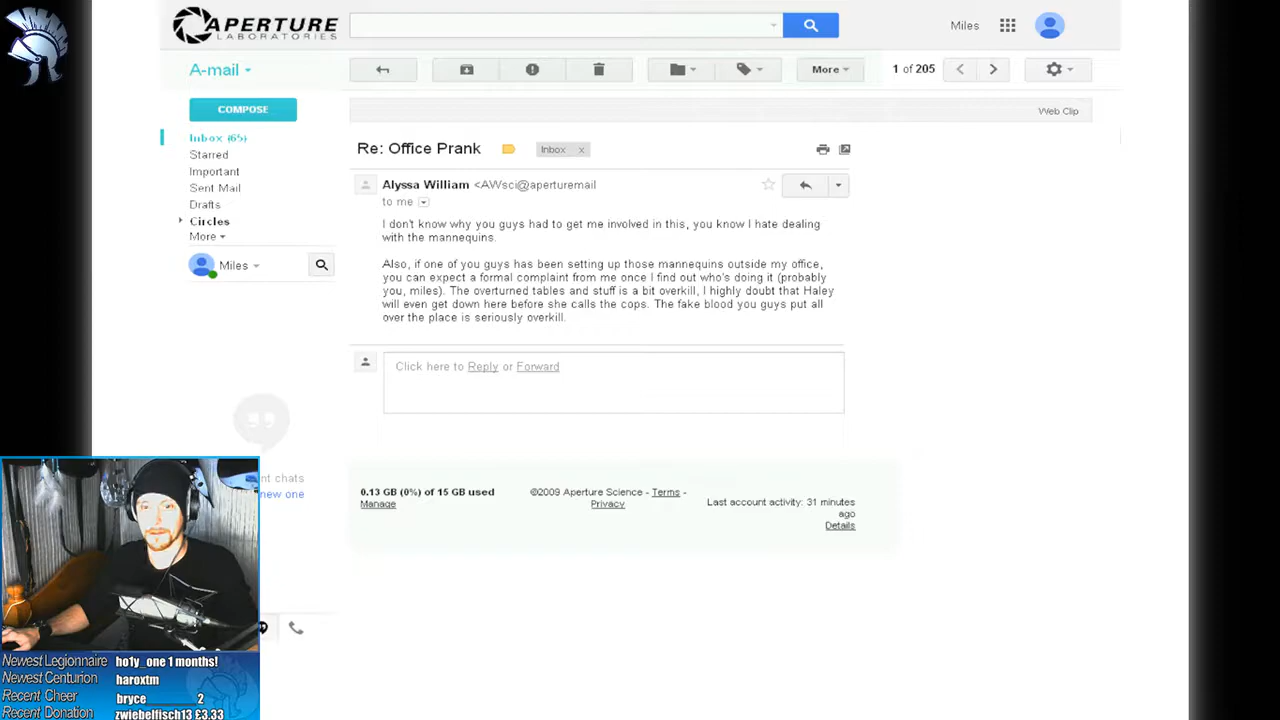 APERTURE
LABORATORIES
Miles
A-mail
More
1 of 205
COMPOSE
Web Clip
Inbox (65)
Starred
Important
Sent Mail
Drafts
Circles
More
Miles
Re: Office Prank
Inbox x
Alyssa William <AWsci@aperturemail
to me
I don't know why you guys had to get me involved in this, you know I hate dealing
with the mannequins.
Also, if one of you guys has been setting up those mannequins outside my office,
you can expect a formal complaint from me once I find out who's doing it (probably
you, miles). The overturned tables and stuff is a bit overkill, I highly doubt that Haley
will even get down here before she calls the cops. The fake blood you guys put all
over the place is seriously overkill.
Click here to Reply or Forward
nt chats
new one
0.13 GB (0%) of 15 GB used
Manage
©2009 Aperture Science - Terms -
Privacy
Last account activity: 31 minutes
ago
Details
Newest Legionnaire ho1y_one 1 months!
Newest Centurion haroxtm
Recent Cheer bryce______2
Recent Donation zwiebelfisch13 £3.33